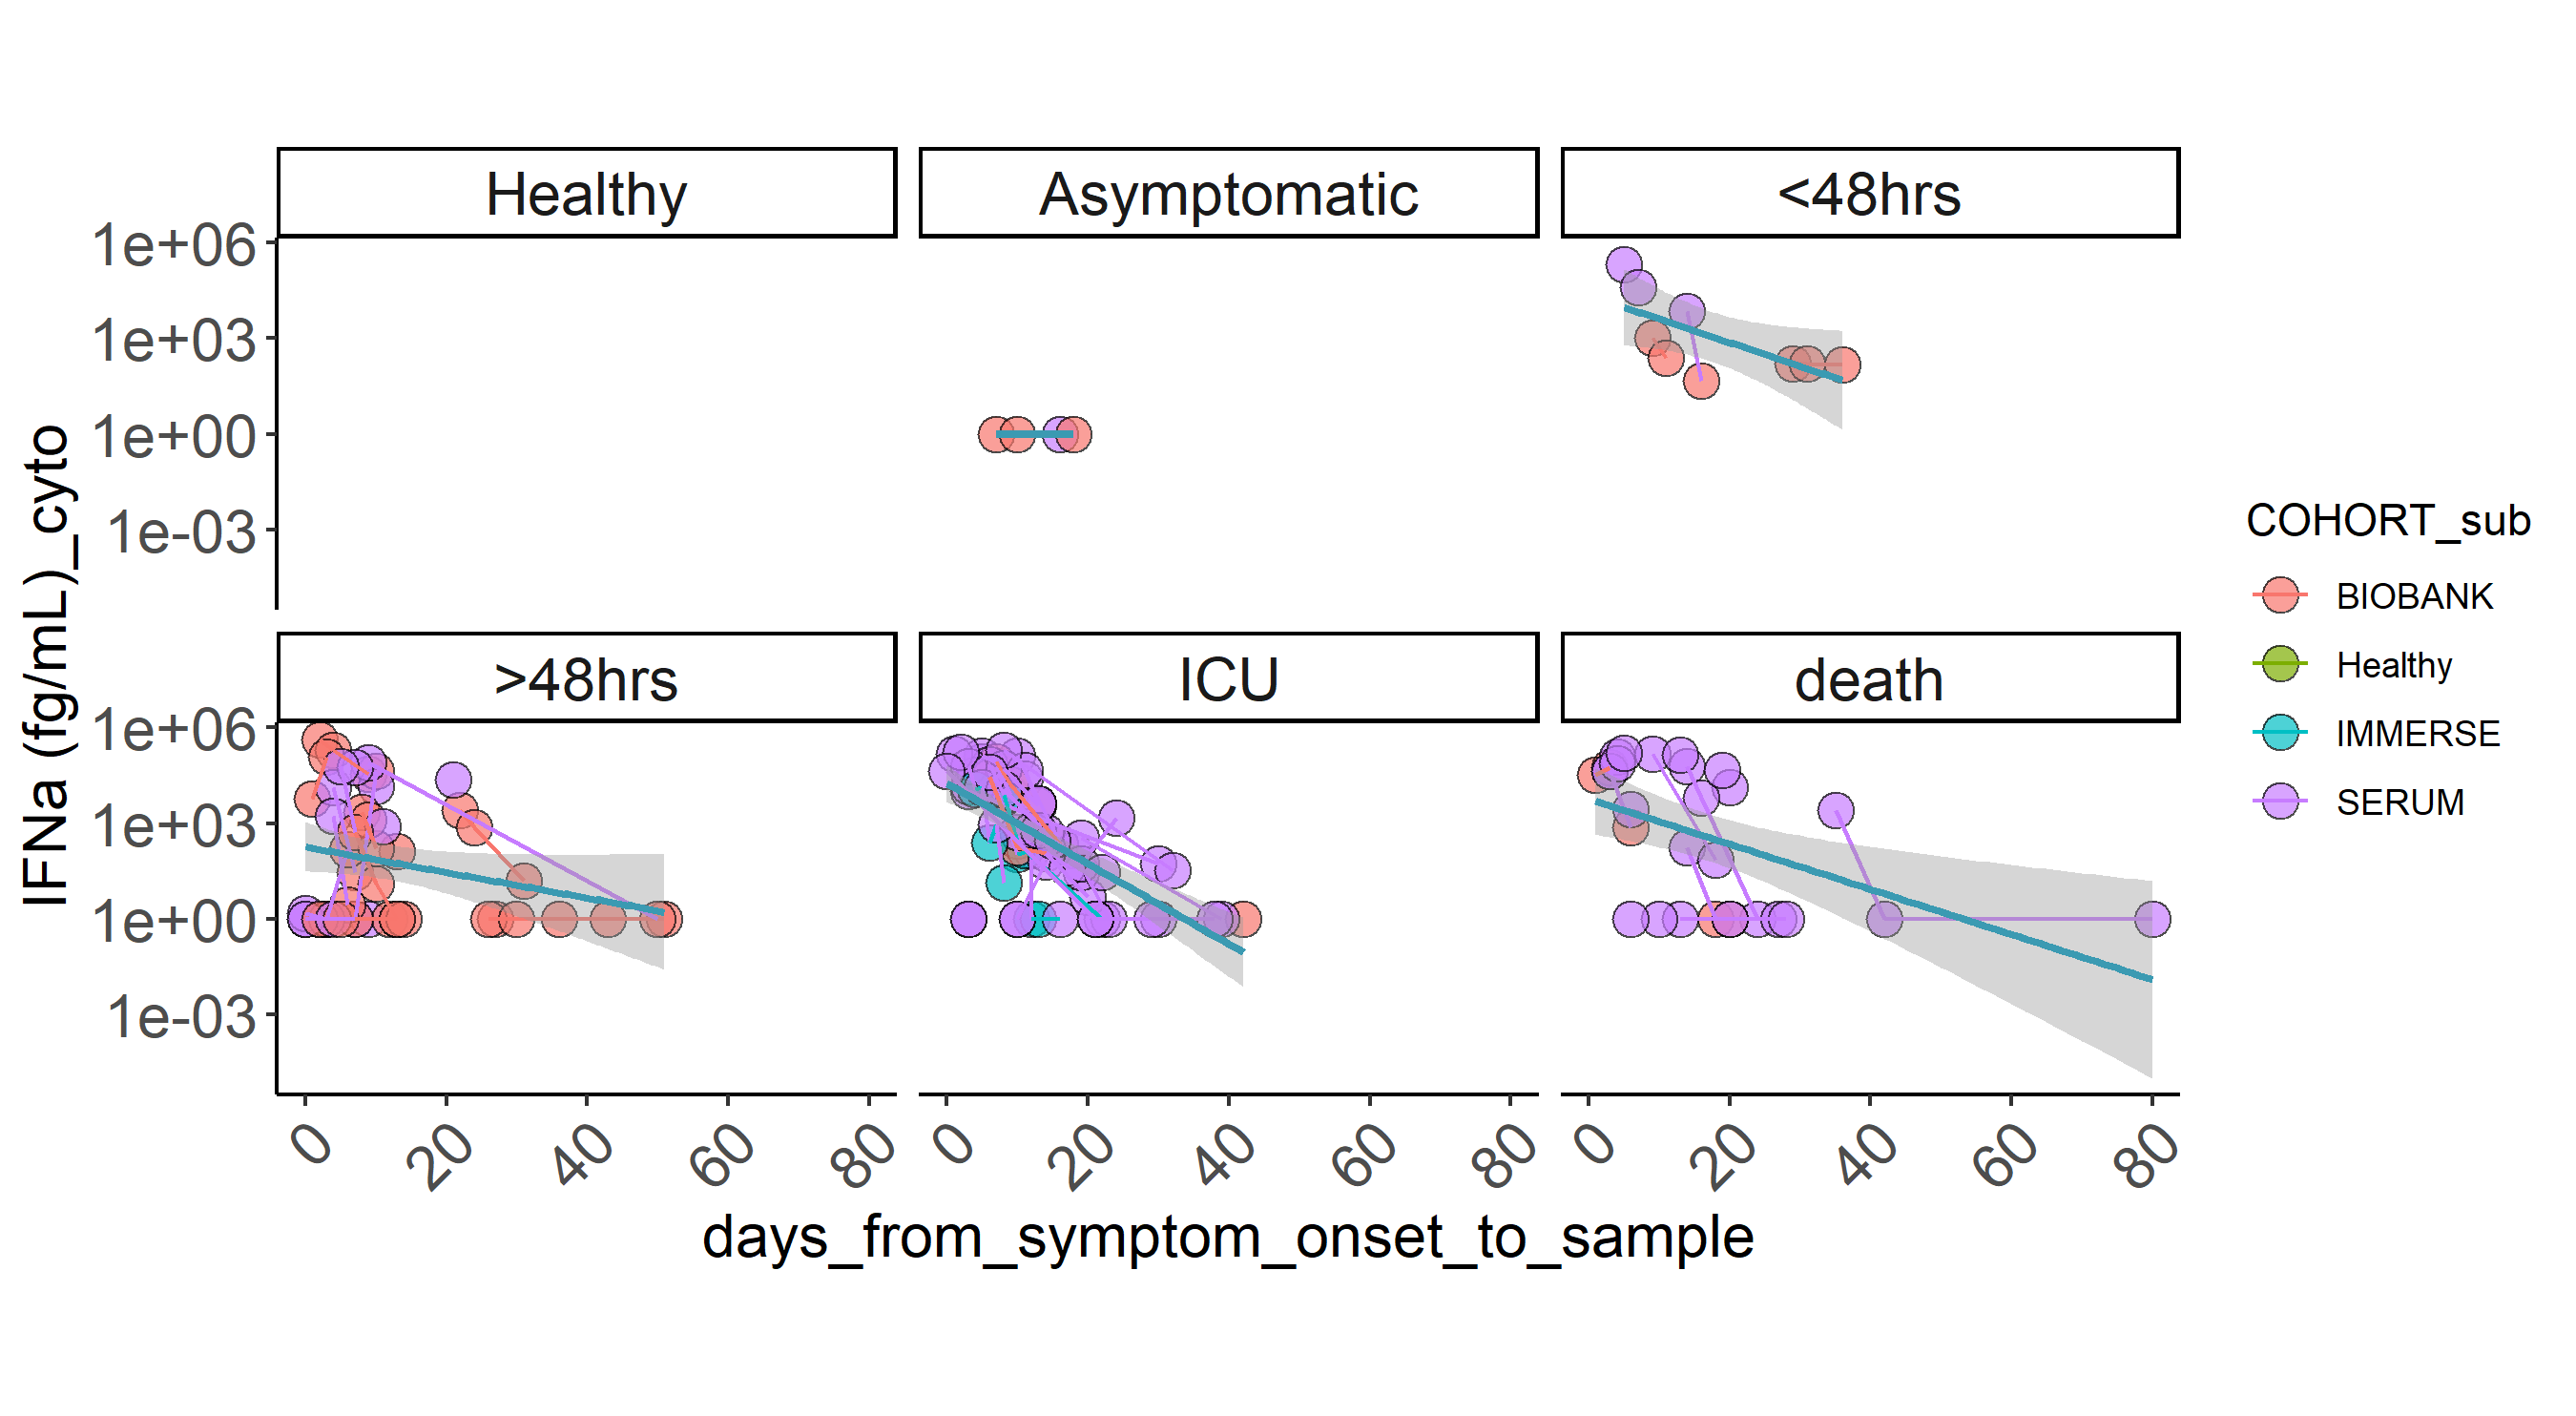 Healthy Asymptomatic <48hrs
1e+06
1e+03
1e+00
1e-03
>48hrs ICU death
1e+06
1e+03
1e+00
1e-03
0 20 40 60 80 0 20 40 60 80 0 20 40 60 80
days_from_symptom_onset_to_sample
IFNa (fg/mL)_cyto
COHORT_sub
BIOBANK
Healthy
IMMERSE
SERUM